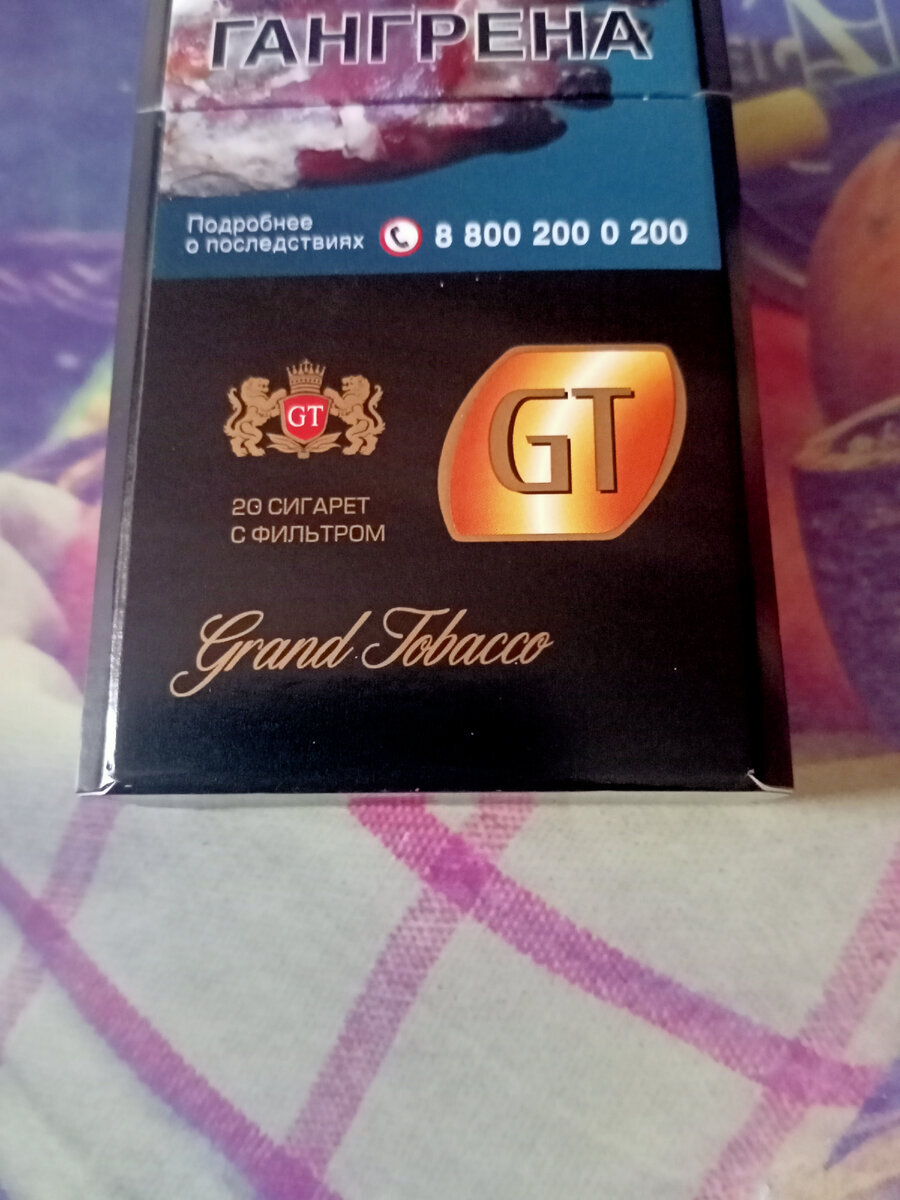 ГАНГРЕНА
Подробнее
о последствиях
8 800 200 0 200
GT
GT
20 СИГАРЕТ
С ФИЛЬТРОМ
Grand Tobacco